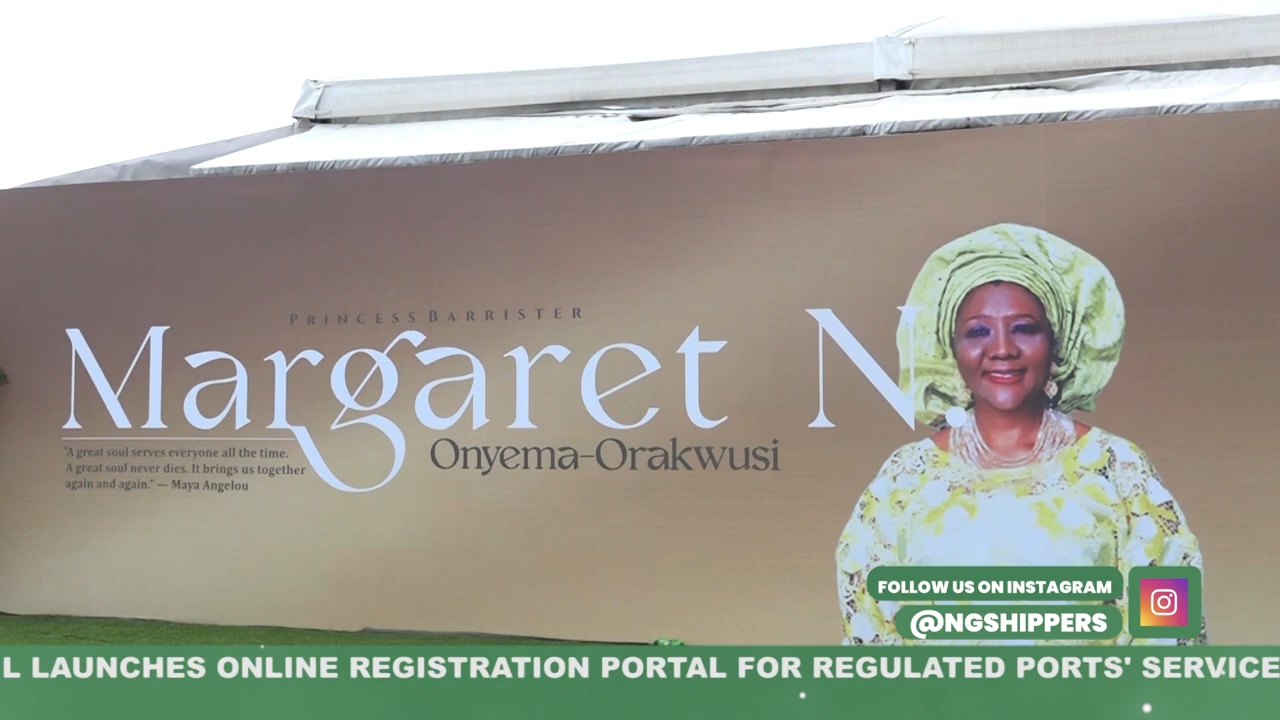 PRINCESS BARRISTER
Margaret N.
Onyema-Orakwusi
"A great soul serves everyone all the time.
A great soul never dies. It brings us together
again and again." — Maya Angelou
FOLLOW US ON INSTAGRAM
@NGSHIPPERS
L LAUNCHES ONLINE REGISTRATION PORTAL FOR REGULATED PORTS' SERVICE